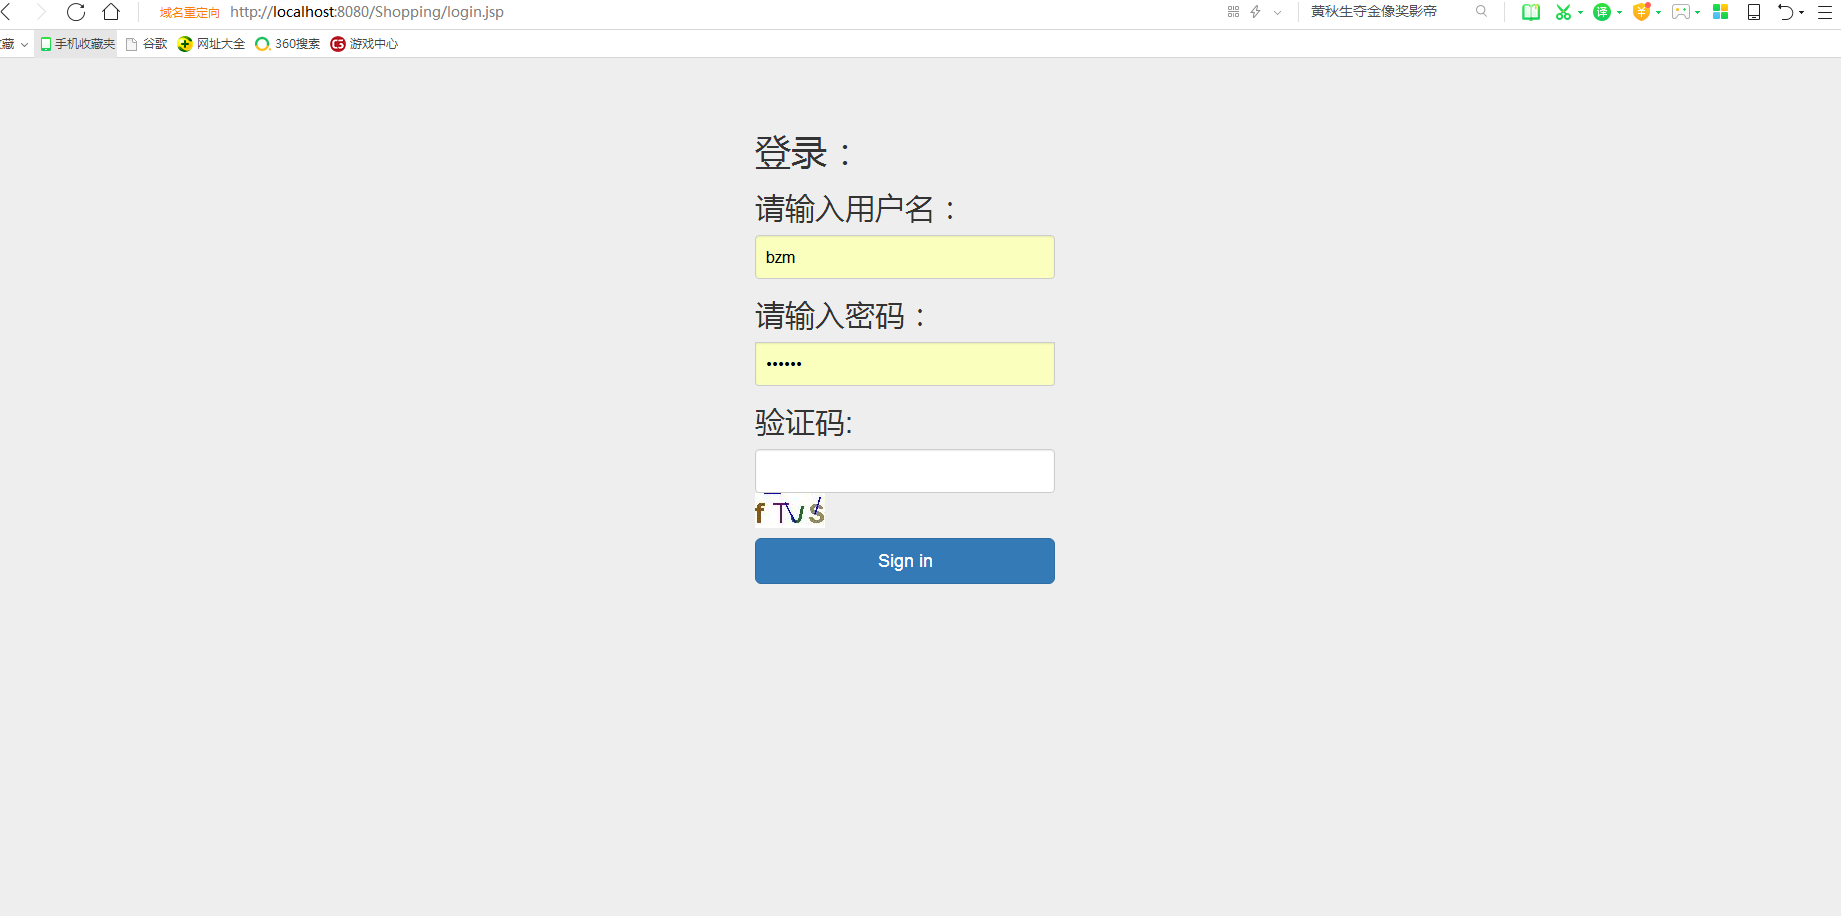 域名重定向 http://localhost:8080/Shopping/login.jsp 黄秋生夺金像奖影帝 译
藏 手机收藏夹 谷歌 网址大全 360搜索 游戏中心
登录：
请输入用户名：
bzm
请输入密码：
••••••
验证码:
f T U S
Sign in